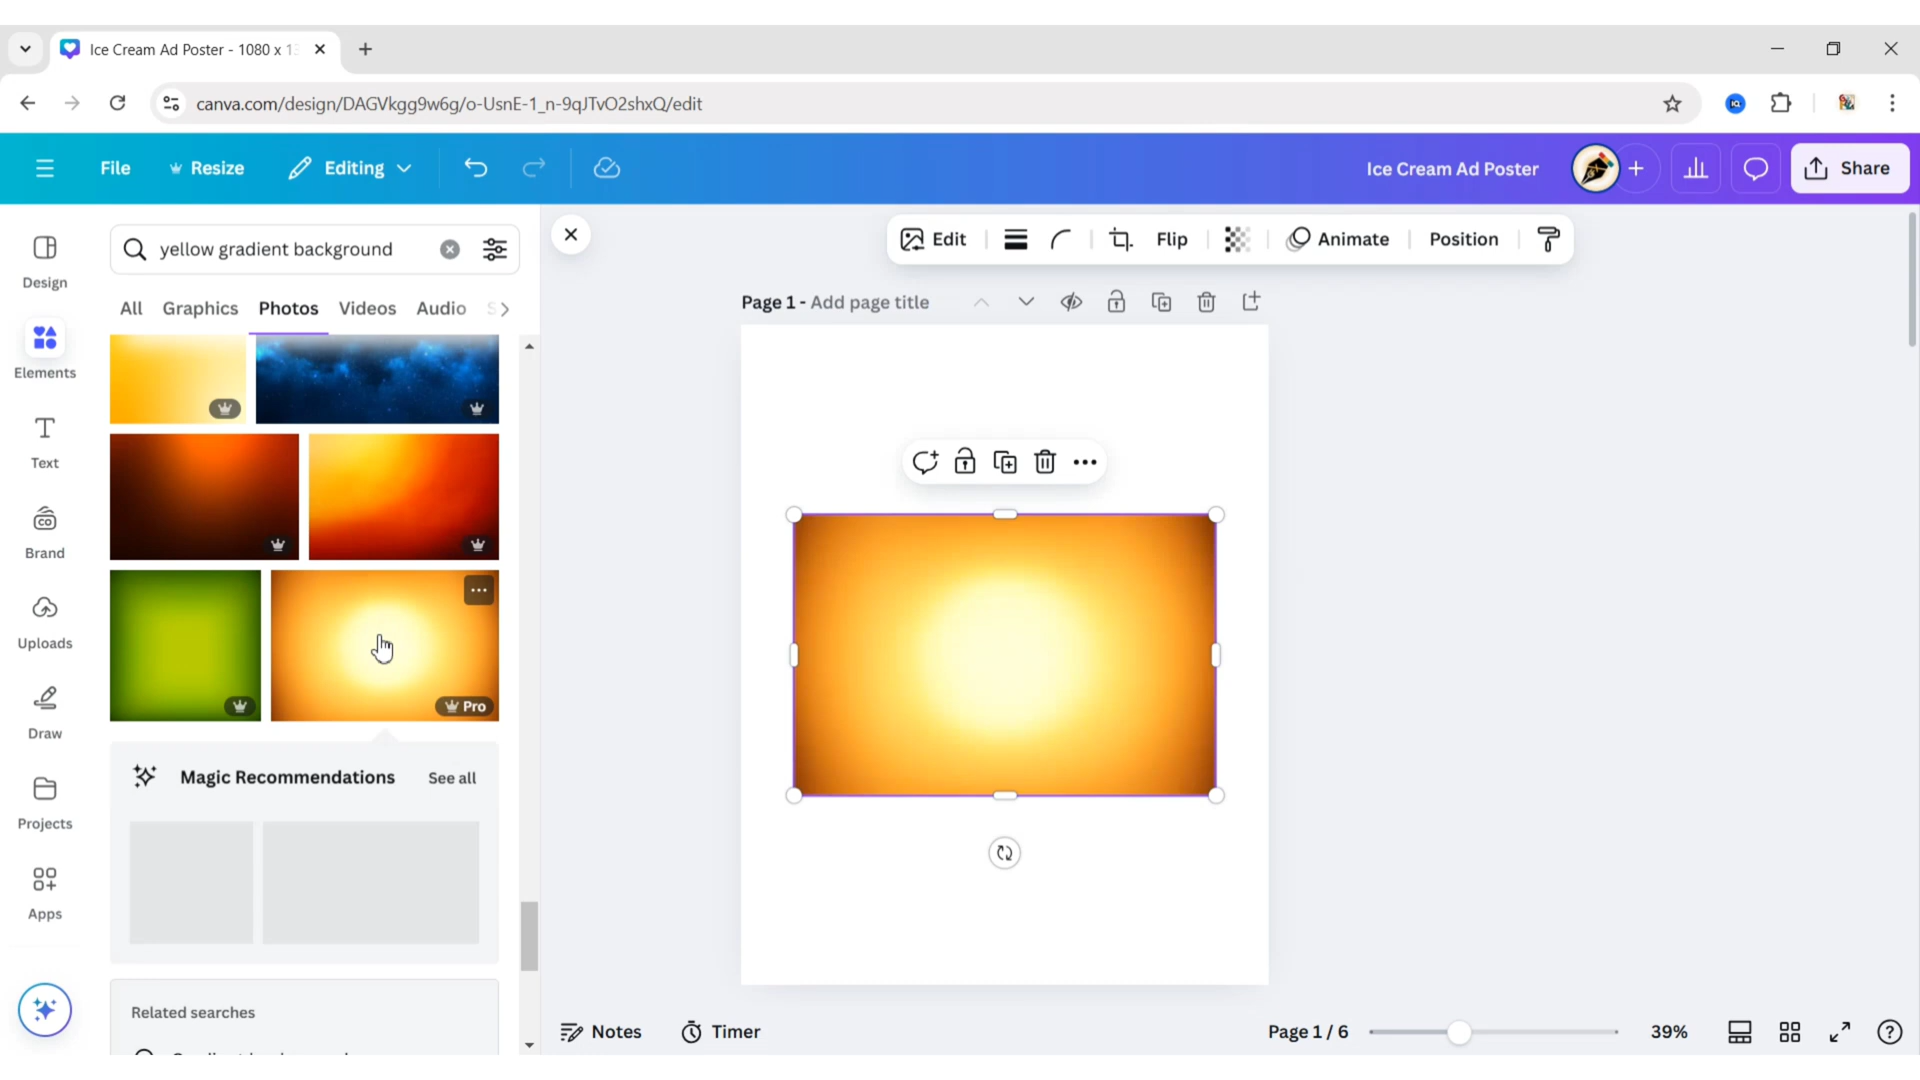 Ice Cream Ad Poster - 1080 x 13
canva.com/design/DAGVkgg9w6g/o-UsnE-1_n-9qJTvO2shxQ/edit
File
Resize
Editing
Ice Cream Ad Poster
Share
Design
Elements
Text
CO
Brand
Uploads
Draw
Projects
Apps
yellow gradient background
All
Graphics
Photos
Videos
Audio
S
Pro
Magic Recommendations
See all
Related searches
Edit
Flip
Animate
Position
Page 1 - Add page title
Notes
Timer
Page 1 / 6
39%